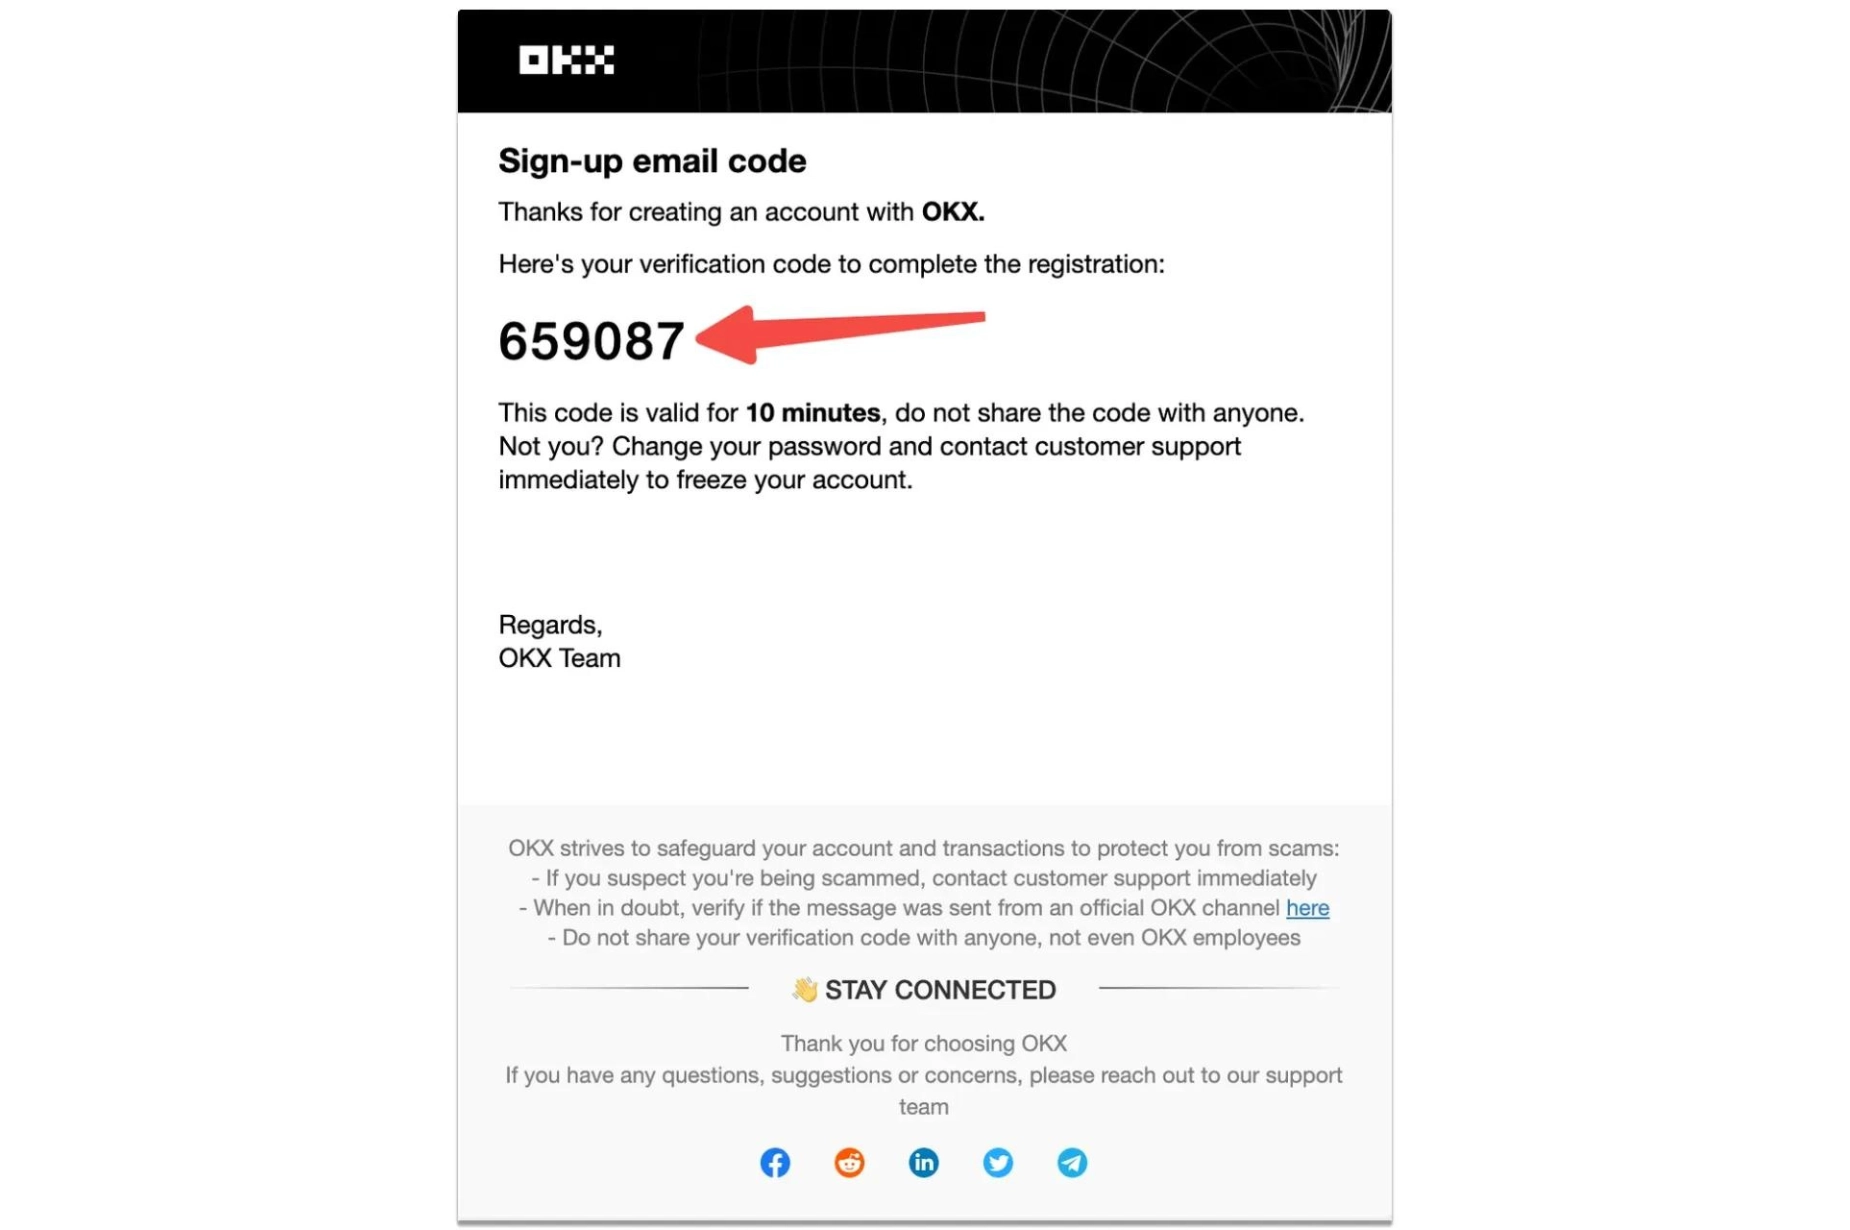 OKX
Sign-up email code
Thanks for creating an account with OKX.
Here's your verification code to complete the registration:
659087
This code is valid for 10 minutes, do not share the code with anyone.
Not you? Change your password and contact customer support
immediately to freeze your account.
Regards,
OKX Team
OKX strives to safeguard your account and transactions to protect you from scams:
- If you suspect you're being scammed, contact customer support immediately
- When in doubt, verify if the message was sent from an official OKX channel here
- Do not share your verification code with anyone, not even OKX employees
👋 STAY CONNECTED
Thank you for choosing OKX
If you have any questions, suggestions or concerns, please reach out to our support
team
in